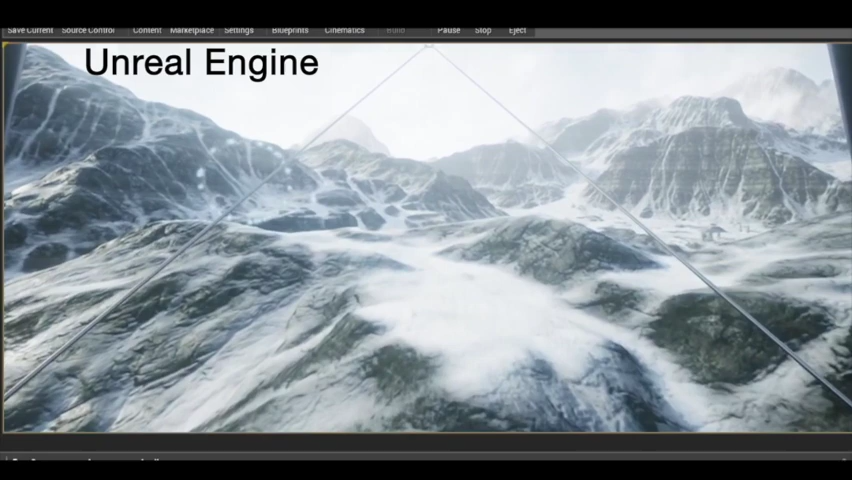 Save Current Source Control Content Marketplace Settings Blueprints Cinematics Build Pause Stop Eject
Unreal Engine